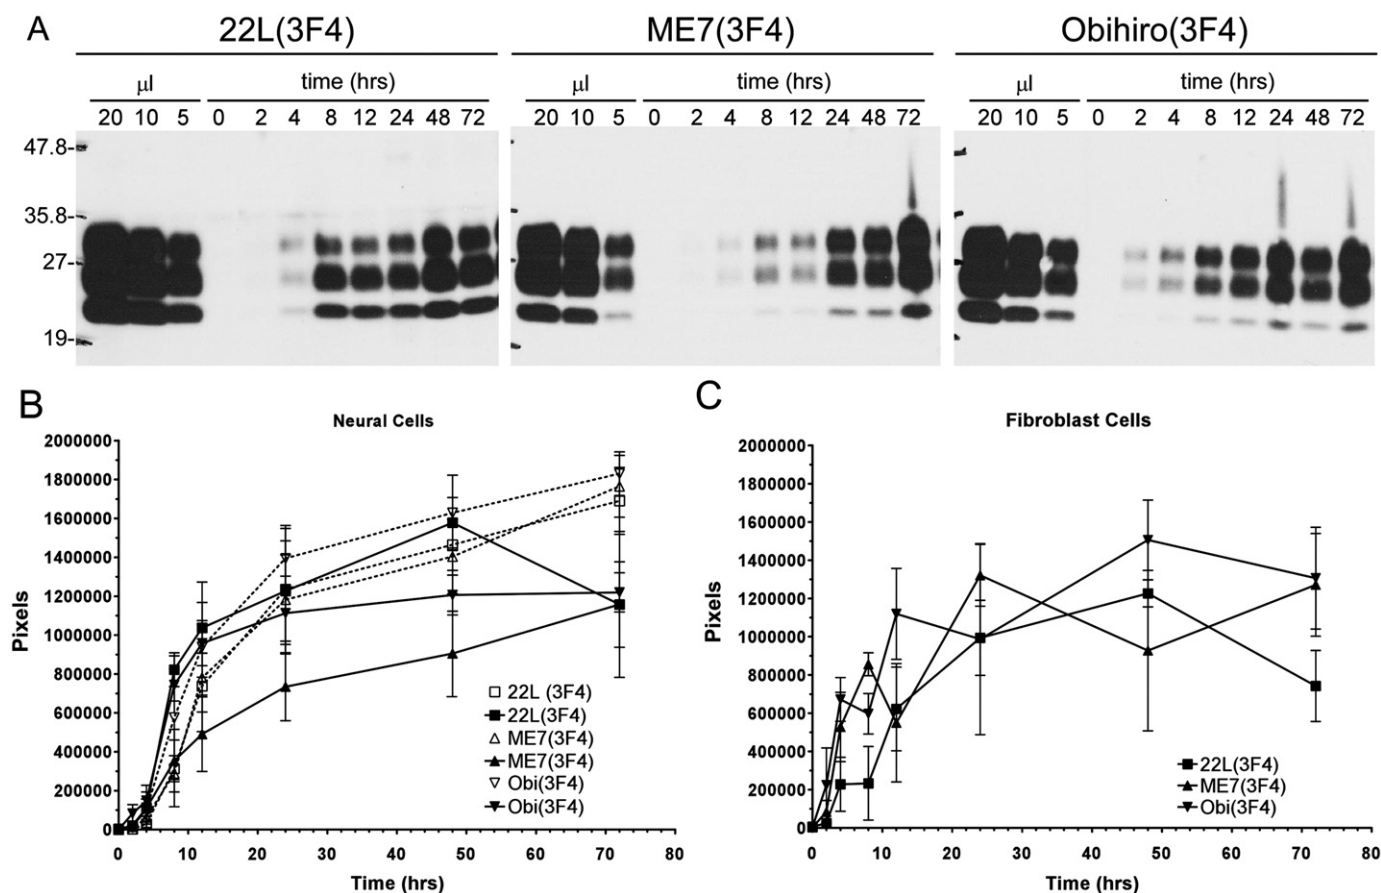 A
22L(3F4) ME7(3F4) Obihiro(3F4)
µl time (hrs) µl time (hrs) µl time (hrs)
20 10 5 0 2 4 8 12 24 48 72 20 10 5 0 2 4 8 12 24 48 72 20 10 5 0 2 4 8 12 24 48 72
47.8-
35.8-
27-
19-
B
Neural Cells
2000000
1800000
1600000
1400000
1200000
1000000
800000
600000
400000
200000
0
Pixels
22L (3F4)
22L(3F4)
ME7(3F4)
ME7(3F4)
Obi(3F4)
Obi(3F4)
0 10 20 30 40 50 60 70 80
Time (hrs)
C
Fibroblast Cells
2000000
1800000
1600000
1400000
1200000
1000000
800000
600000
400000
200000
0
Pixels
22L(3F4)
ME7(3F4)
Obi(3F4)
0 10 20 30 40 50 60 70 80
Time (hrs)